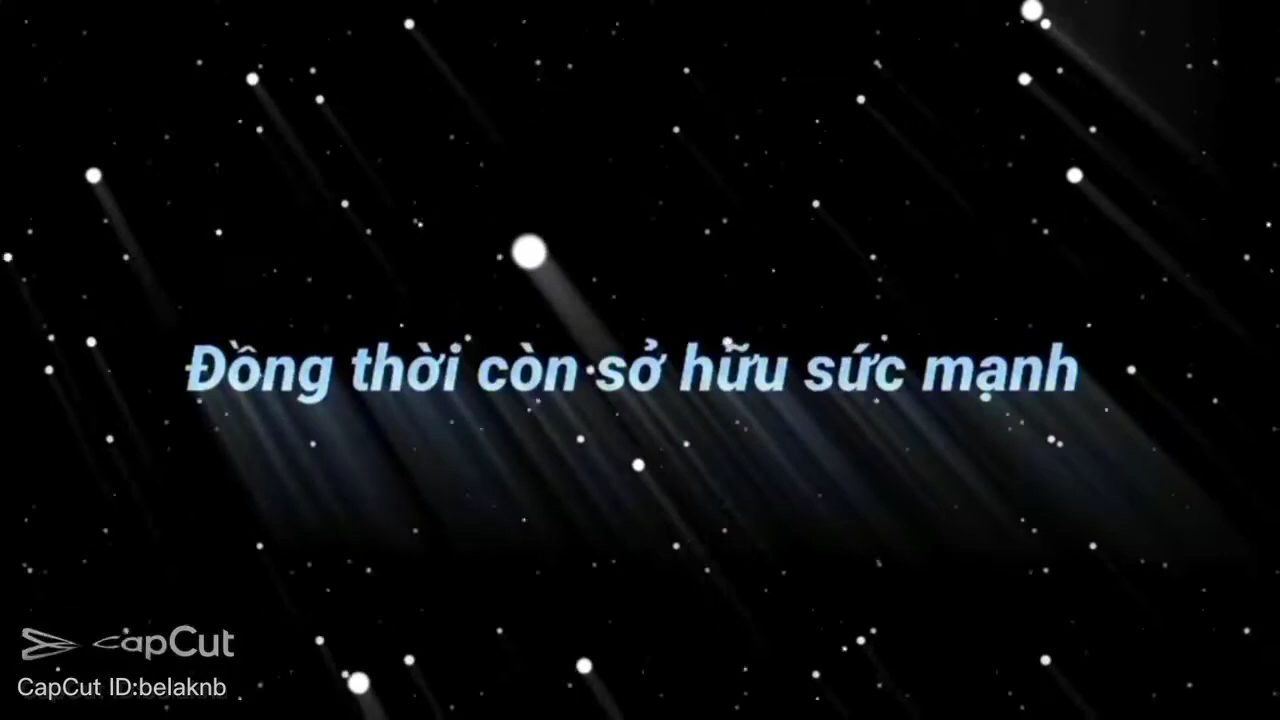 Đồng thời còn sở hữu sức mạnh
CapCut
CapCut ID:belaknb